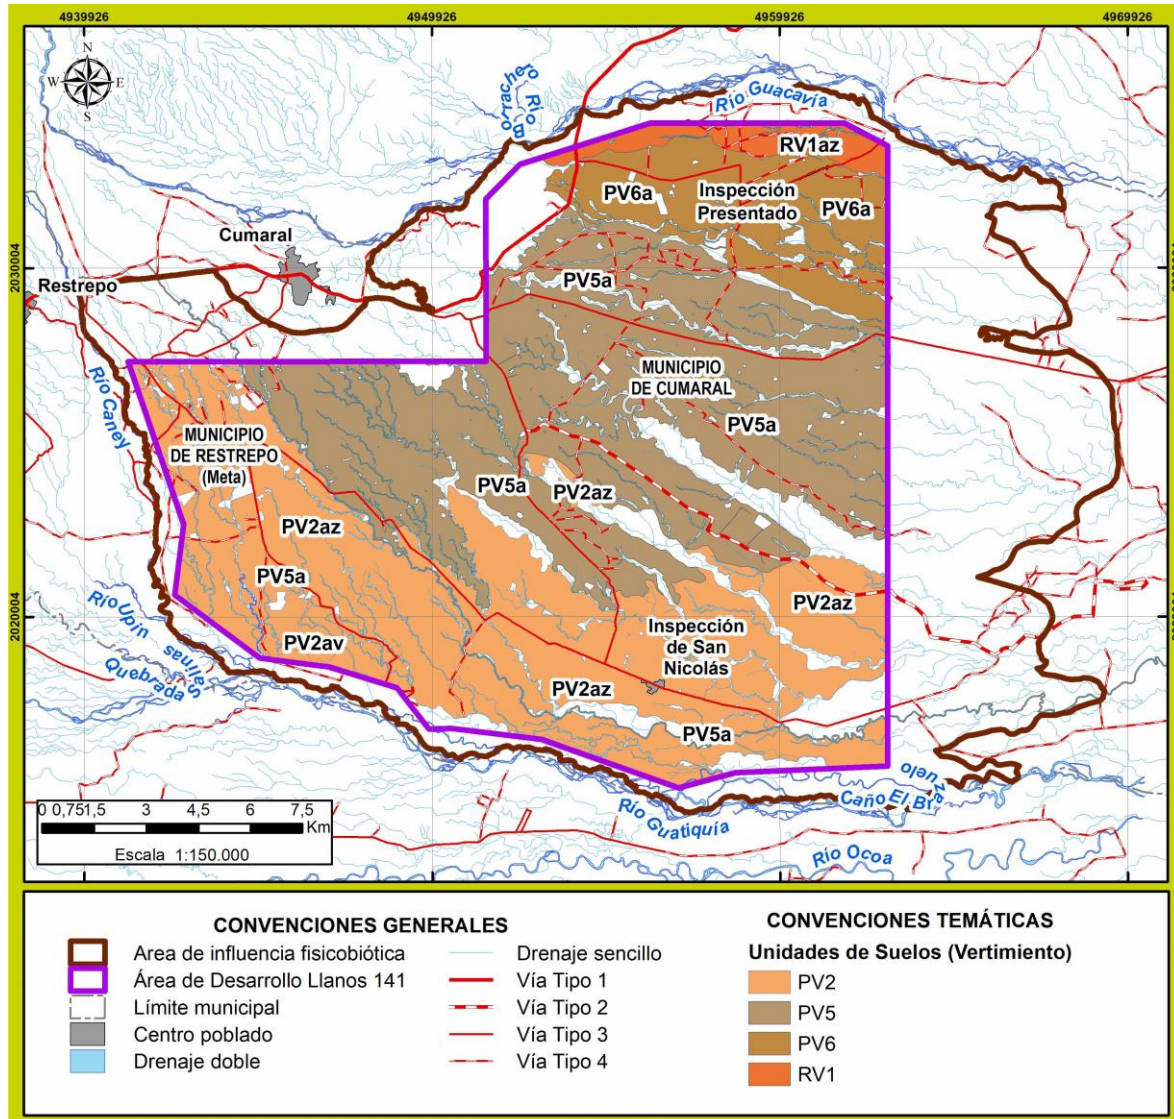 4939926
4949926
4959926
4969926
N
W
E
S
2030004
2020004
2030004
Río Guacavía
RV1az
PV6a
Inspección
Presentado
PV6a
Cumaral
Restrepo
PV5a
Río Caney
MUNICIPIO
DE CUMARAL
MUNICIPIO
DE RESTREPO
(Meta)
PV5a
PV5a
PV2az
PV2az
PV5a
PV2az
PV2av
Inspección
de San
Nicolás
Río Upín
Quebrada
Salinas
PV2az
PV5a
Caño El Brazuelo
Río Guatiquía
Río Ocoa
0 0,751,5 3 4,5 6 7,5
Km
Escala 1:150.000
CONVENCIONES GENERALES
Area de influencia fisicobiótica
Área de Desarrollo Llanos 141
Límite municipal
Centro poblado
Drenaje doble
Drenaje sencillo
Vía Tipo 1
Vía Tipo 2
Vía Tipo 3
Vía Tipo 4
CONVENCIONES TEMÁTICAS
Unidades de Suelos (Vertimiento)
PV2
PV5
PV6
RV1